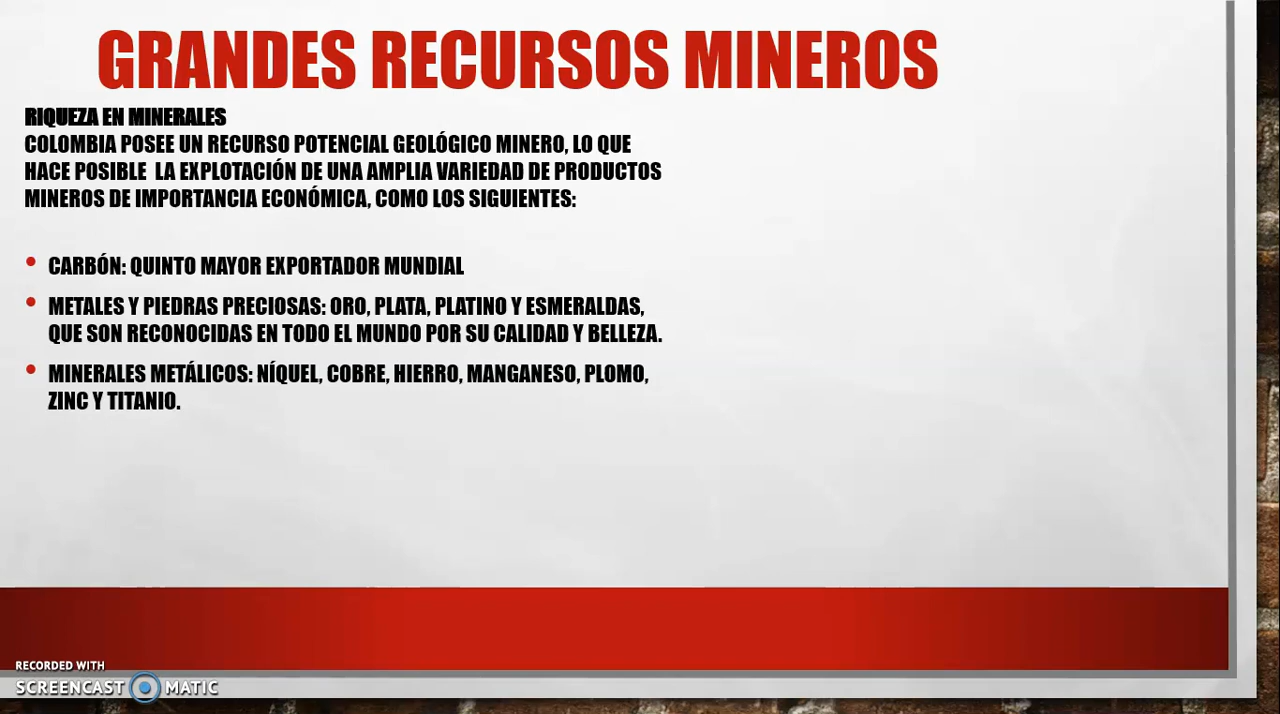 GRANDES RECURSOS MINEROS
RIQUEZA EN MINERALES
COLOMBIA POSEE UN RECURSO POTENCIAL GEOLÓGICO MINERO, LO QUE
HACE POSIBLE LA EXPLOTACIÓN DE UNA AMPLIA VARIEDAD DE PRODUCTOS
MINEROS DE IMPORTANCIA ECONÓMICA, COMO LOS SIGUIENTES:
• CARBÓN: QUINTO MAYOR EXPORTADOR MUNDIAL
• METALES Y PIEDRAS PRECIOSAS: ORO, PLATA, PLATINO Y ESMERALDAS,
QUE SON RECONOCIDAS EN TODO EL MUNDO POR SU CALIDAD Y BELLEZA.
• MINERALES METÁLICOS: NÍQUEL, COBRE, HIERRO, MANGANESO, PLOMO,
ZINC Y TITANIO.
RECORDED WITH
SCREENCAST MATIC